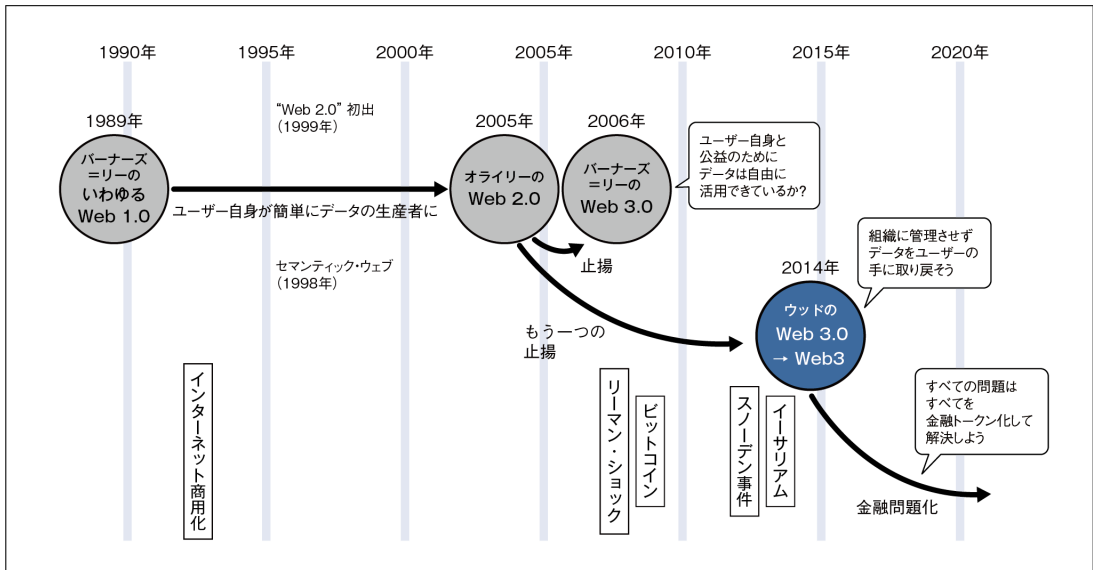 1990年
1995年
2000年
2005年
2010年
2015年
2020年
“Web 2.0” 初出
（1999年）
1989年
バーナーズ
＝リーの
いわゆる
Web 1.0
2005年
オライリーの
Web 2.0
2006年
バーナーズ
＝リーの
Web 3.0
ユーザー自身と
公益のために
データは自由に
活用できているか?
ユーザー自身が簡単にデータの生産者に
セマンティック・ウェブ
（1998年）
止揚
もう一つの
止揚
2014年
ウッドの
Web 3.0
→ Web3
組織に管理させず
データをユーザーの
手に取り戻そう
インターネット商用化
リーマン・ショック
ビットコイン
スノーデン事件
イーサリアム
すべての問題は
すべてを
金融トークン化して
解決しよう
金融問題化